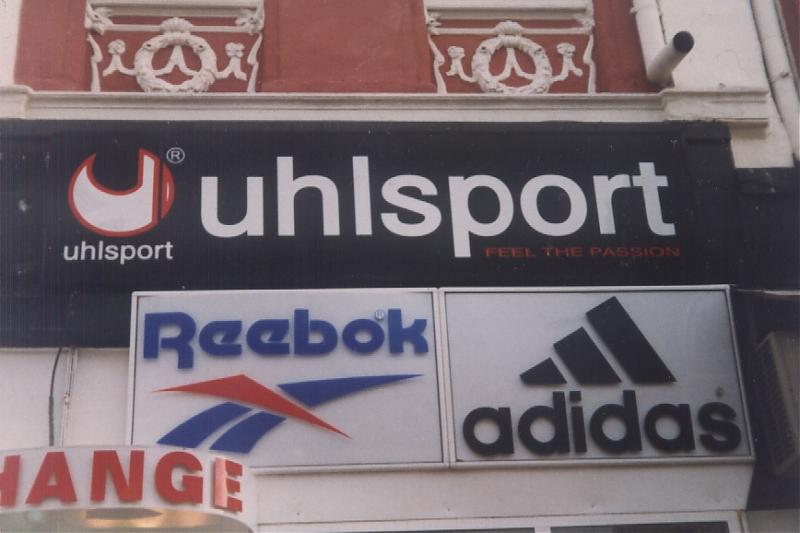 ®
uhlsport
uhlsport
FEEL THE PASSION
Reebok®
adidas
HANGE